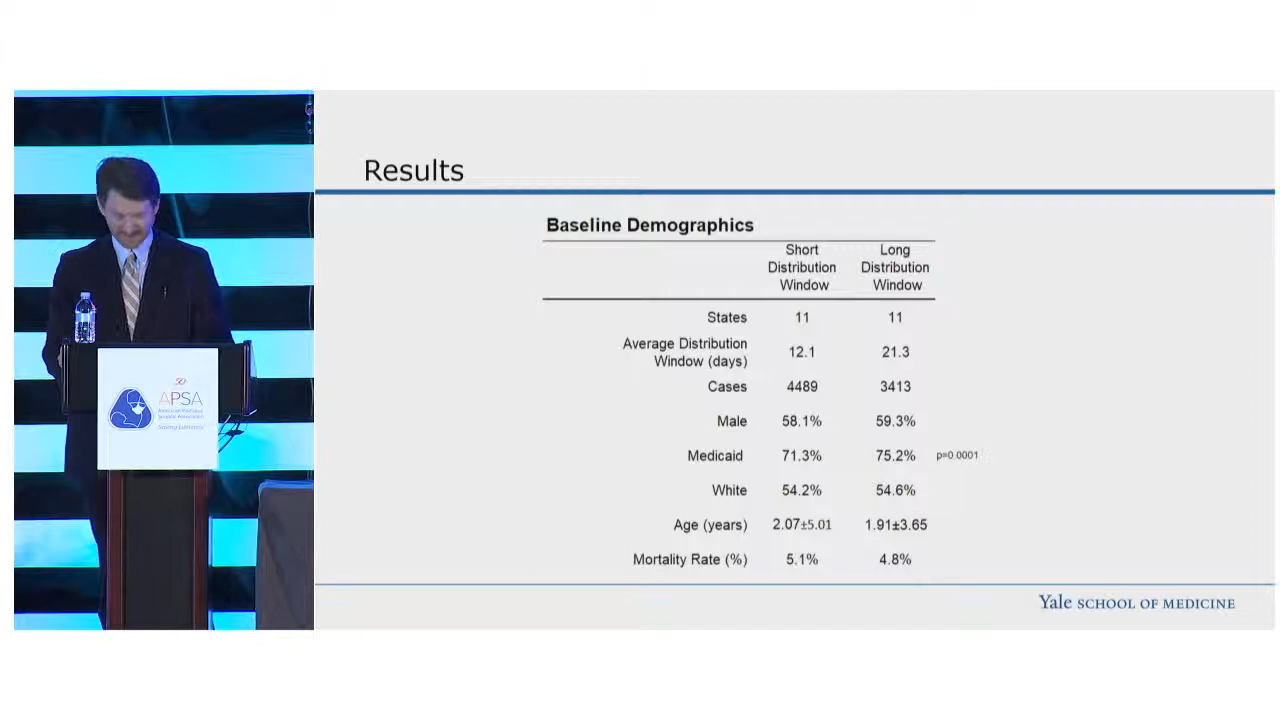 50
APSA
American Pediatric
Surgical Association
Saving Lifetimes
Results
Baseline Demographics
Short Distribution Window
Long Distribution Window
States 11 11
Average Distribution Window (days) 12.1 21.3
Cases 4489 3413
Male 58.1% 59.3%
Medicaid 71.3% 75.2% p=0.0001
White 54.2% 54.6%
Age (years) 2.07±5.01 1.91±3.65
Mortality Rate (%) 5.1% 4.8%
Yale SCHOOL OF MEDICINE